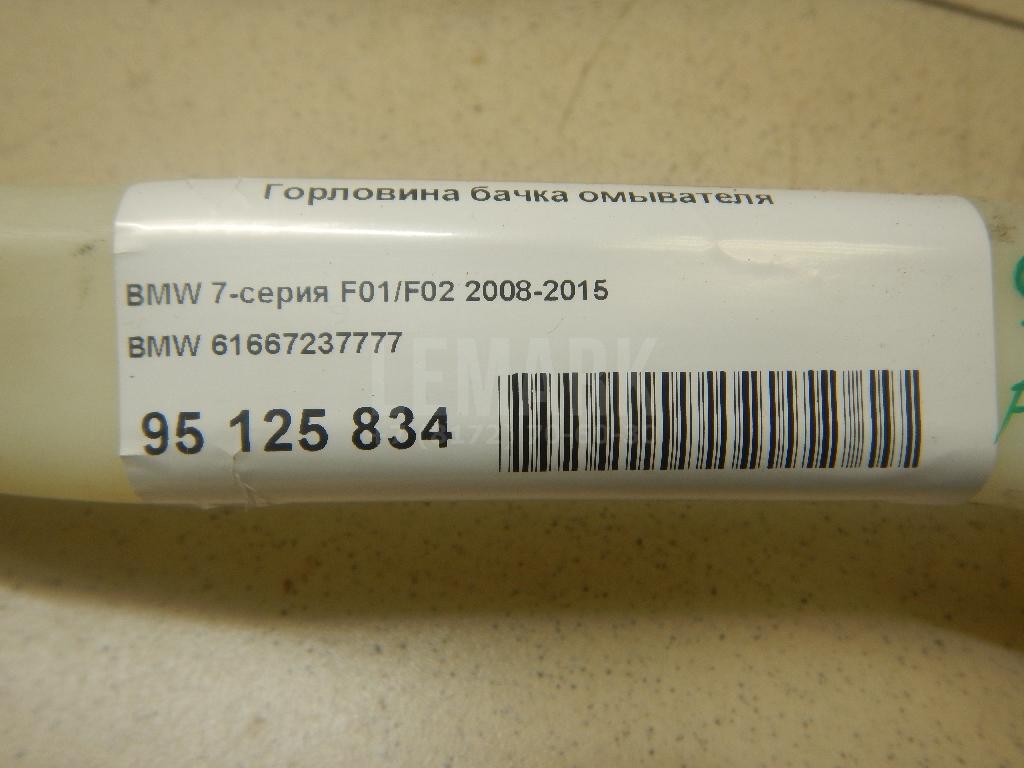 Горловина бачка омывателя
BMW 7-серия F01/F02 2008-2015
BMW 61667237777
LEMARK
95 125 834